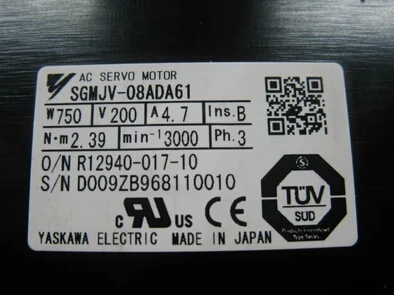 AC SERVO MOTOR
SGMJV-08ADA61
W 750 V 200 A 4.7 Ins. B
N·m 2.39 min⁻¹ 3000 Ph. 3
O/N R12940-017-10
S/N D009ZB968110010
c RU us CE
TÜV
SÜD
YASKAWA ELECTRIC MADE IN JAPAN